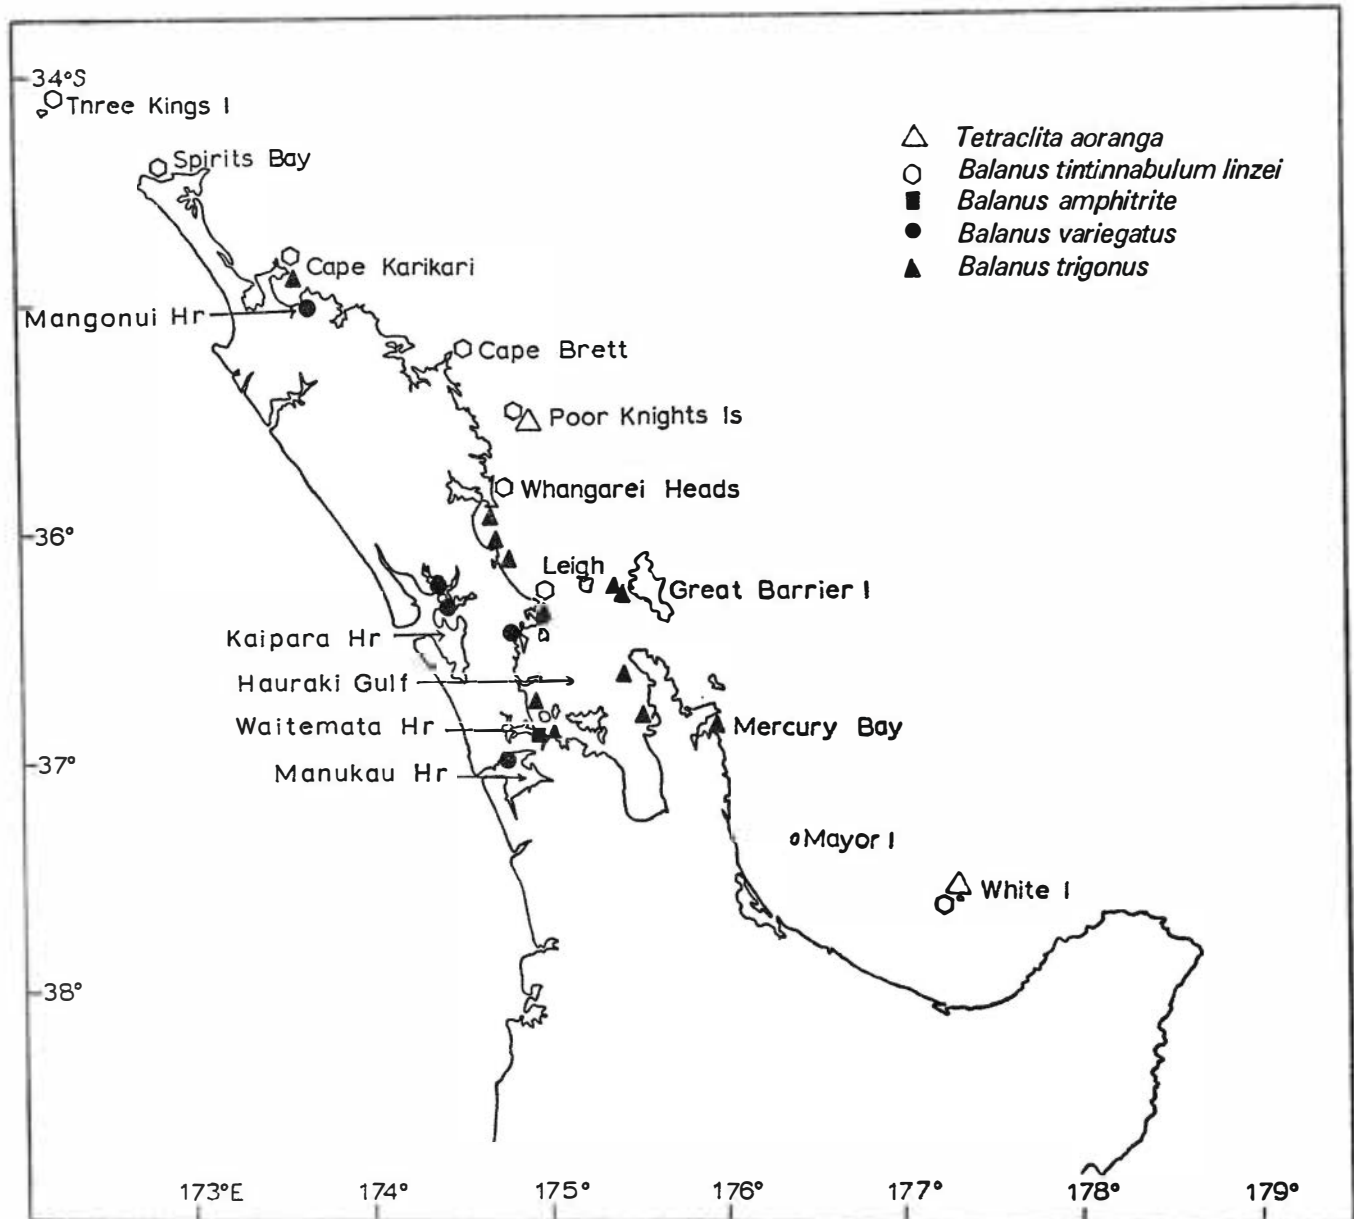 34°S
Tnree Kings I
Spirits Bay
Tetraclita aoranga
Balanus tintinnabulum linzei
Balanus amphitrite
Balanus variegatus
Balanus trigonus
Cape Karikari
Mangonui Hr
Cape Brett
Poor Knights Is
Whangarei Heads
36°
Leigh
Great Barrier I
Kaipara Hr
Hauraki Gulf
Waitemata Hr
Mercury Bay
37°
Manukau Hr
Mayor I
White I
38°
173°E 174° 175° 176° 177° 178° 179°